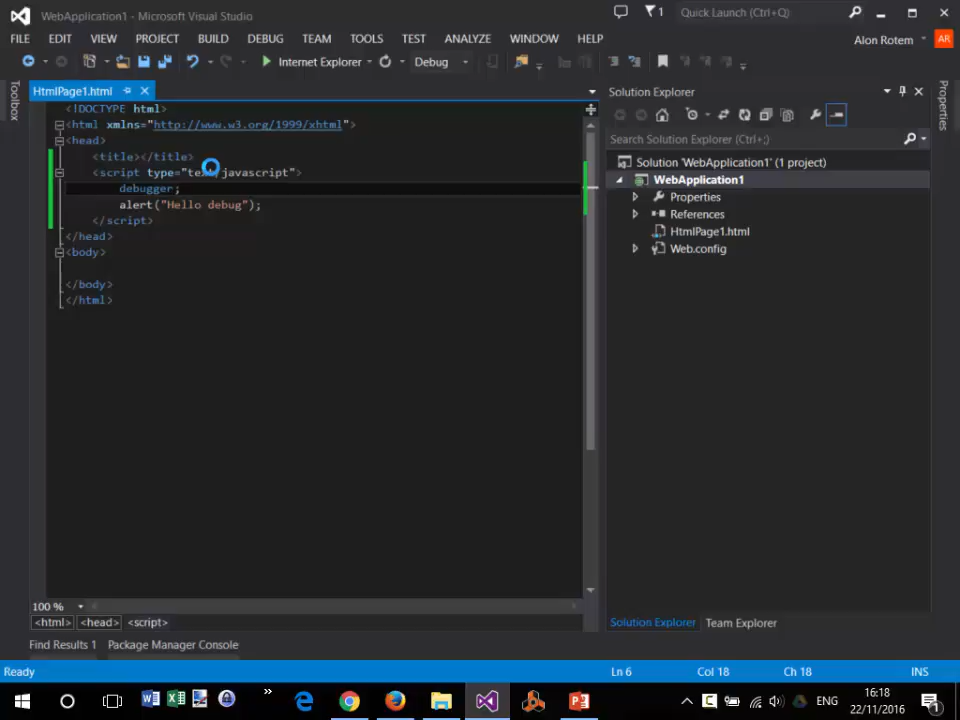 WebApplication1 - Microsoft Visual Studio
1
Quick Launch (Ctrl+Q)
FILE EDIT VIEW PROJECT BUILD DEBUG TEAM TOOLS TEST ANALYZE WINDOW HELP
Alon Rotem AR
Internet Explorer Debug
Toolbox
HtmlPage1.html
<!DOCTYPE html>
<html xmlns="http://www.w3.org/1999/xhtml">
<head>
<title></title>
<script type="text/javascript">
debugger;
alert("Hello debug");
</script>
</head>
<body>
</body>
</html>
100 %
<html> <head> <script>
Solution Explorer
Search Solution Explorer (Ctrl+;)
Solution 'WebApplication1' (1 project)
WebApplication1
Properties
References
HtmlPage1.html
Web.config
Solution Explorer Team Explorer
Properties
Find Results 1 Package Manager Console
Ready Ln 6 Col 18 Ch 18 INS
ENG
16:18
22/11/2016
1